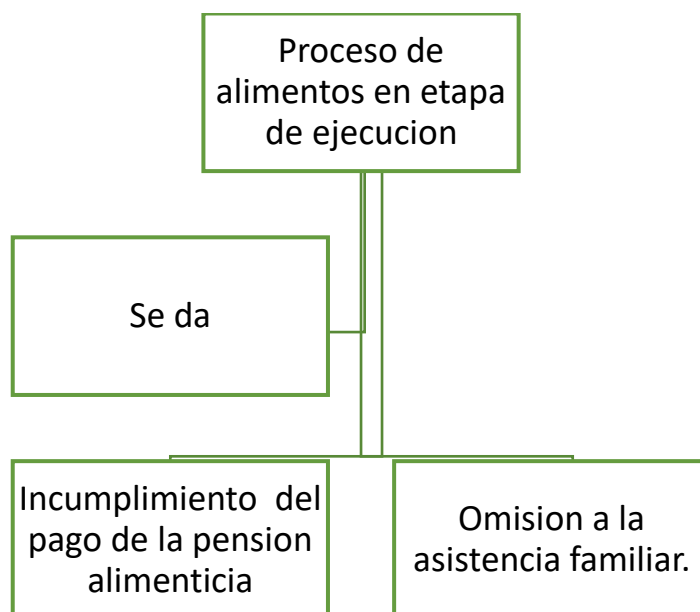 Proceso de
alimentos en etapa
de ejecucion
Se da
Incumplimiento del
pago de la pension
alimenticia
Omision a la
asistencia familiar.